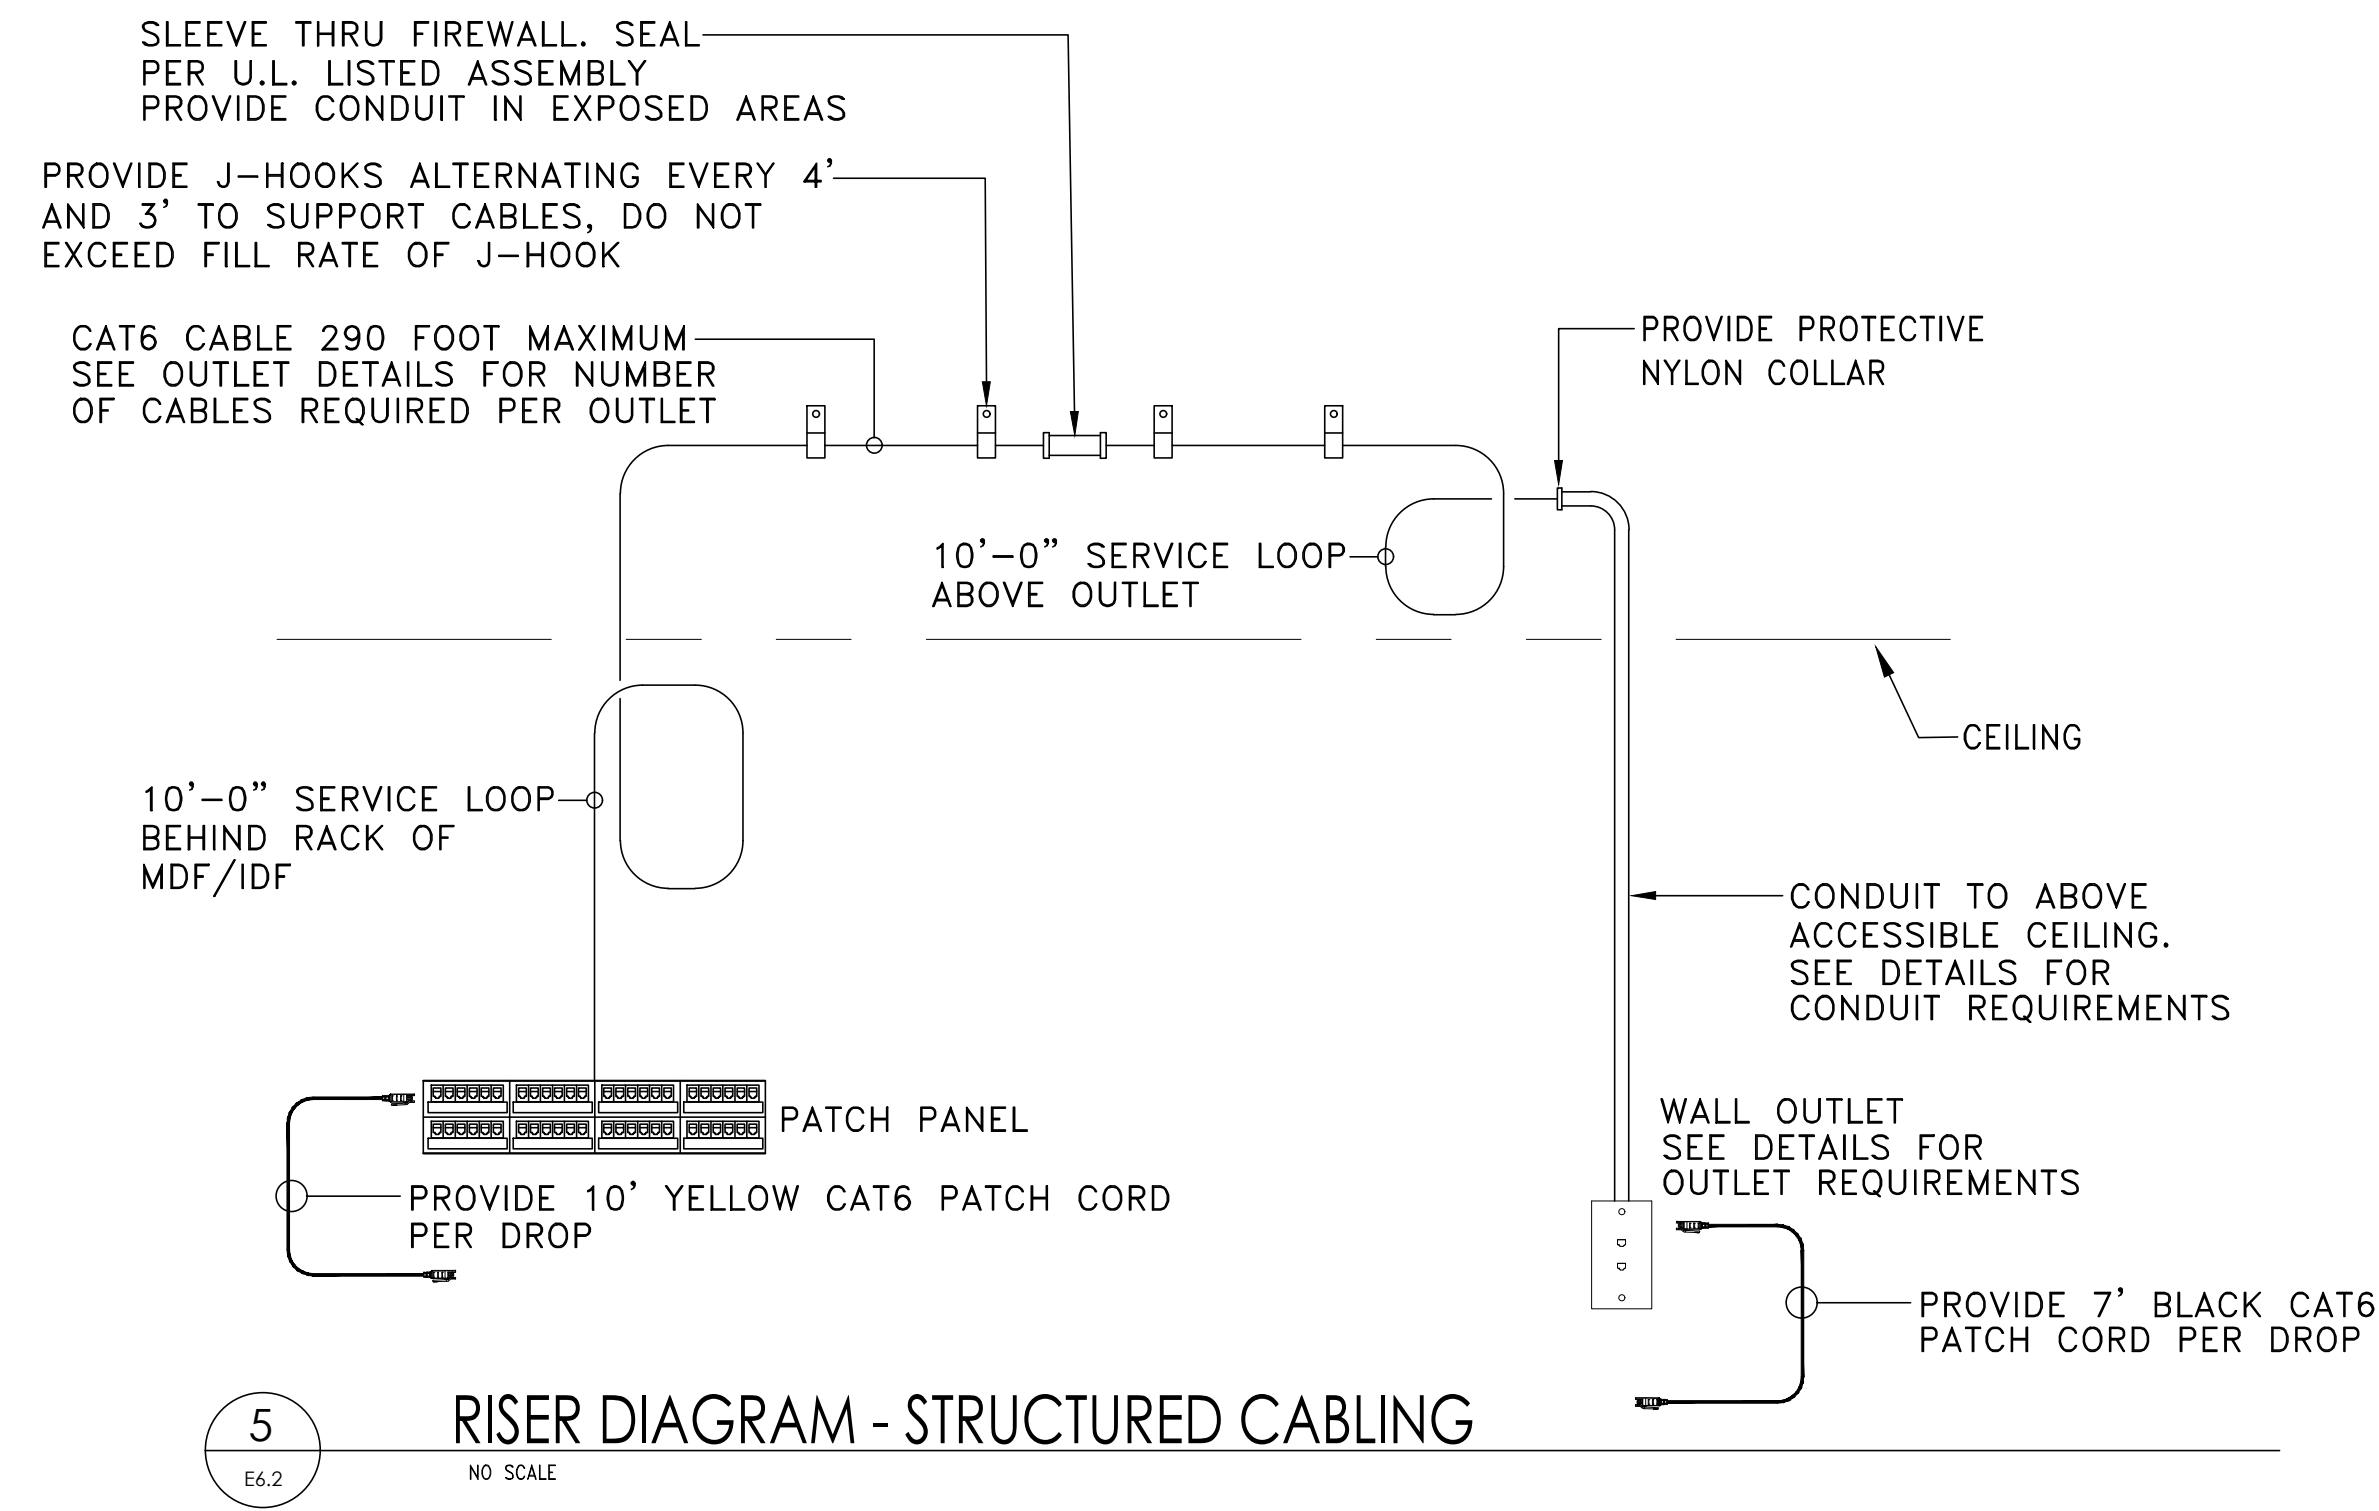 SLEEVE THRU FIREWALL. SEAL
PER U.L. LISTED ASSEMBLY
PROVIDE CONDUIT IN EXPOSED AREAS
PROVIDE J-HOOKS ALTERNATING EVERY 4'
AND 3' TO SUPPORT CABLES, DO NOT
EXCEED FILL RATE OF J-HOOK
CAT6 CABLE 290 FOOT MAXIMUM
SEE OUTLET DETAILS FOR NUMBER
OF CABLES REQUIRED PER OUTLET
PROVIDE PROTECTIVE
NYLON COLLAR
10'-0" SERVICE LOOP
ABOVE OUTLET
CEILING
10'-0" SERVICE LOOP
BEHIND RACK OF
MDF/IDF
CONDUIT TO ABOVE
ACCESSIBLE CEILING.
SEE DETAILS FOR
CONDUIT REQUIREMENTS
PATCH PANEL
WALL OUTLET
SEE DETAILS FOR
OUTLET REQUIREMENTS
PROVIDE 10' YELLOW CAT6 PATCH CORD
PER DROP
PROVIDE 7' BLACK CAT6
PATCH CORD PER DROP
5
E6.2
RISER DIAGRAM - STRUCTURED CABLING
NO SCALE